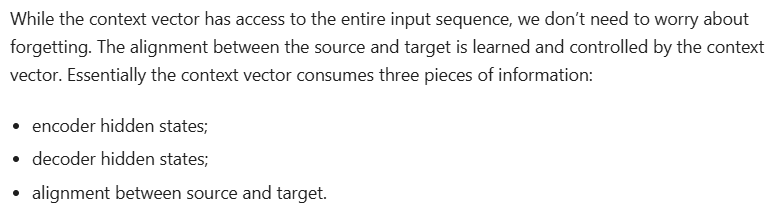 While the context vector has access to the entire input sequence, we don’t need to worry about
forgetting. The alignment between the source and target is learned and controlled by the context
vector. Essentially the context vector consumes three pieces of information:
• encoder hidden states;
• decoder hidden states;
• alignment between source and target.